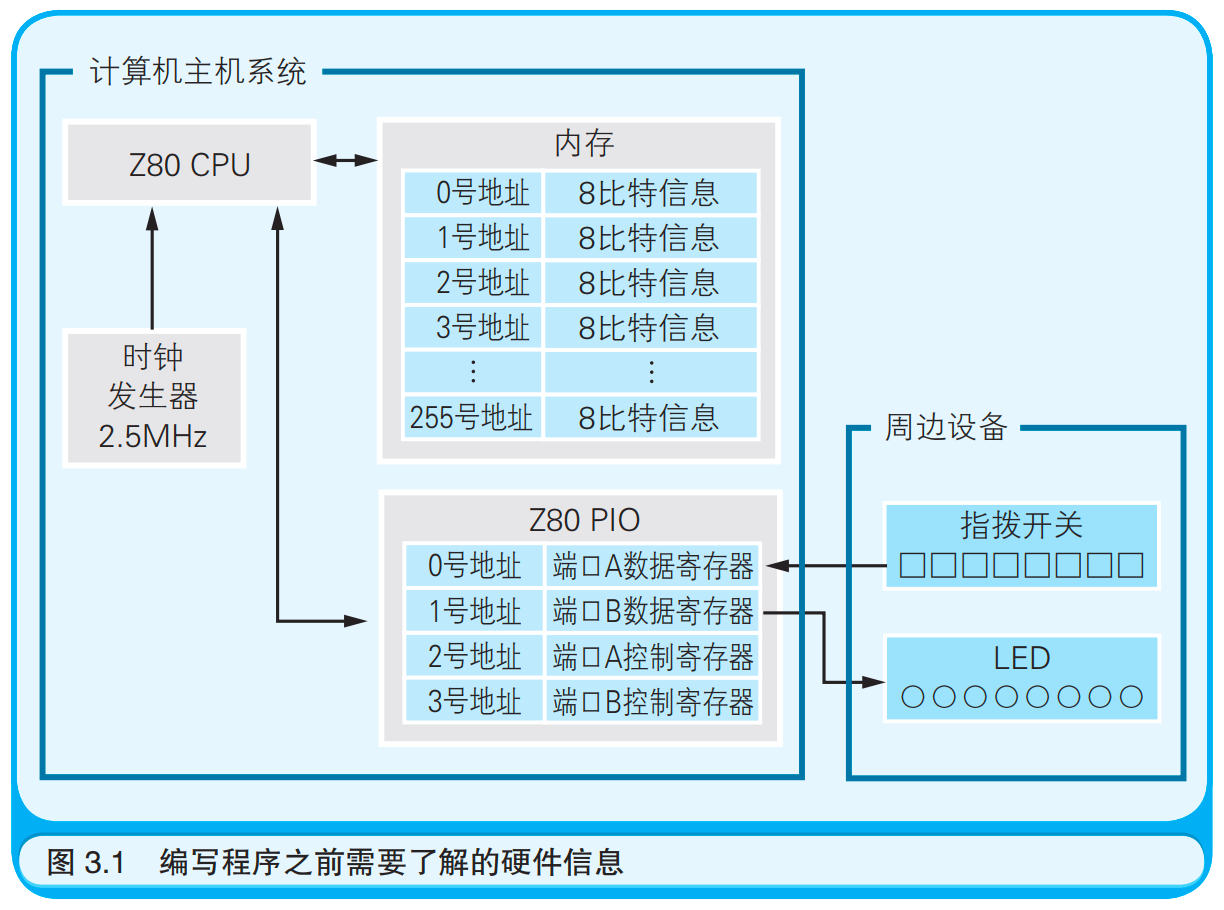 计算机主机系统
Z80 CPU
内存
0号地址 8比特信息
1号地址 8比特信息
2号地址 8比特信息
3号地址 8比特信息
⋮ ⋮
255号地址 8比特信息
时钟
发生器
2.5MHz
Z80 PIO
0号地址 端口A数据寄存器
1号地址 端口B数据寄存器
2号地址 端口A控制寄存器
3号地址 端口B控制寄存器
周边设备
指拨开关
LED
图 3.1 编写程序之前需要了解的硬件信息